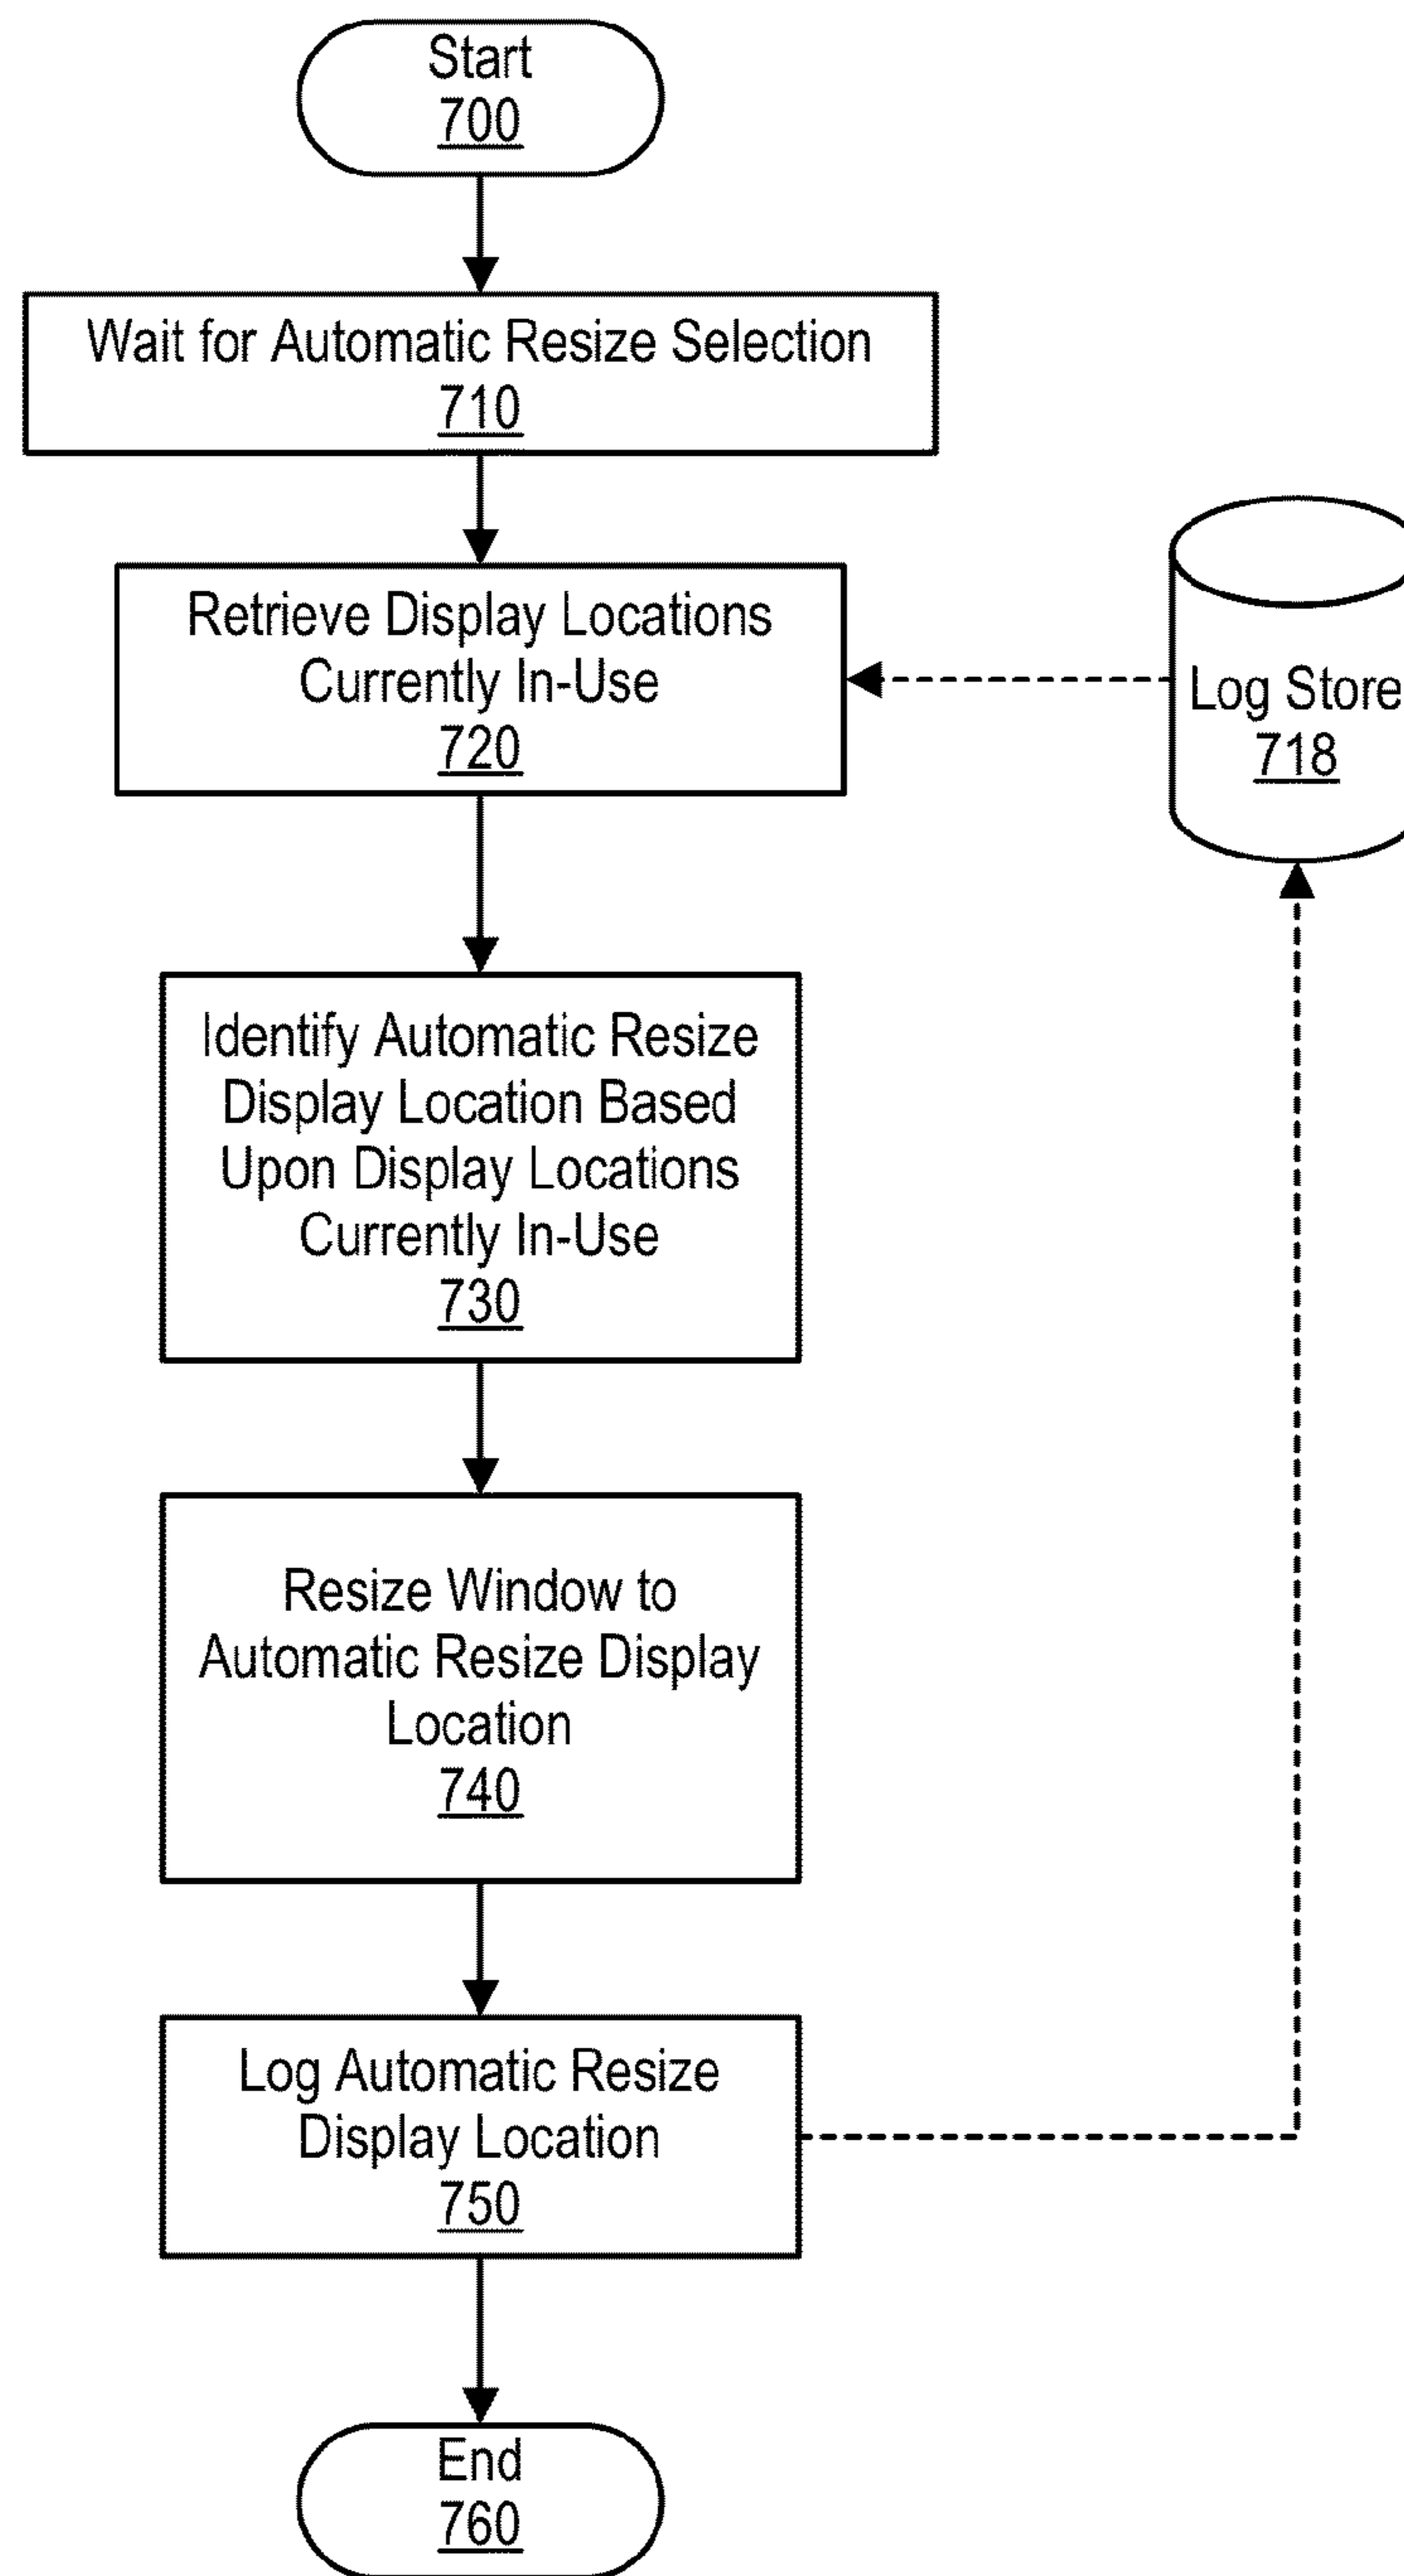 Start
700
Wait for Automatic Resize Selection
710
Retrieve Display Locations
Currently In-Use
720
Log Store
718
Identify Automatic Resize
Display Location Based
Upon Display Locations
Currently In-Use
730
Resize Window to
Automatic Resize Display
Location
740
Log Automatic Resize
Display Location
750
End
760